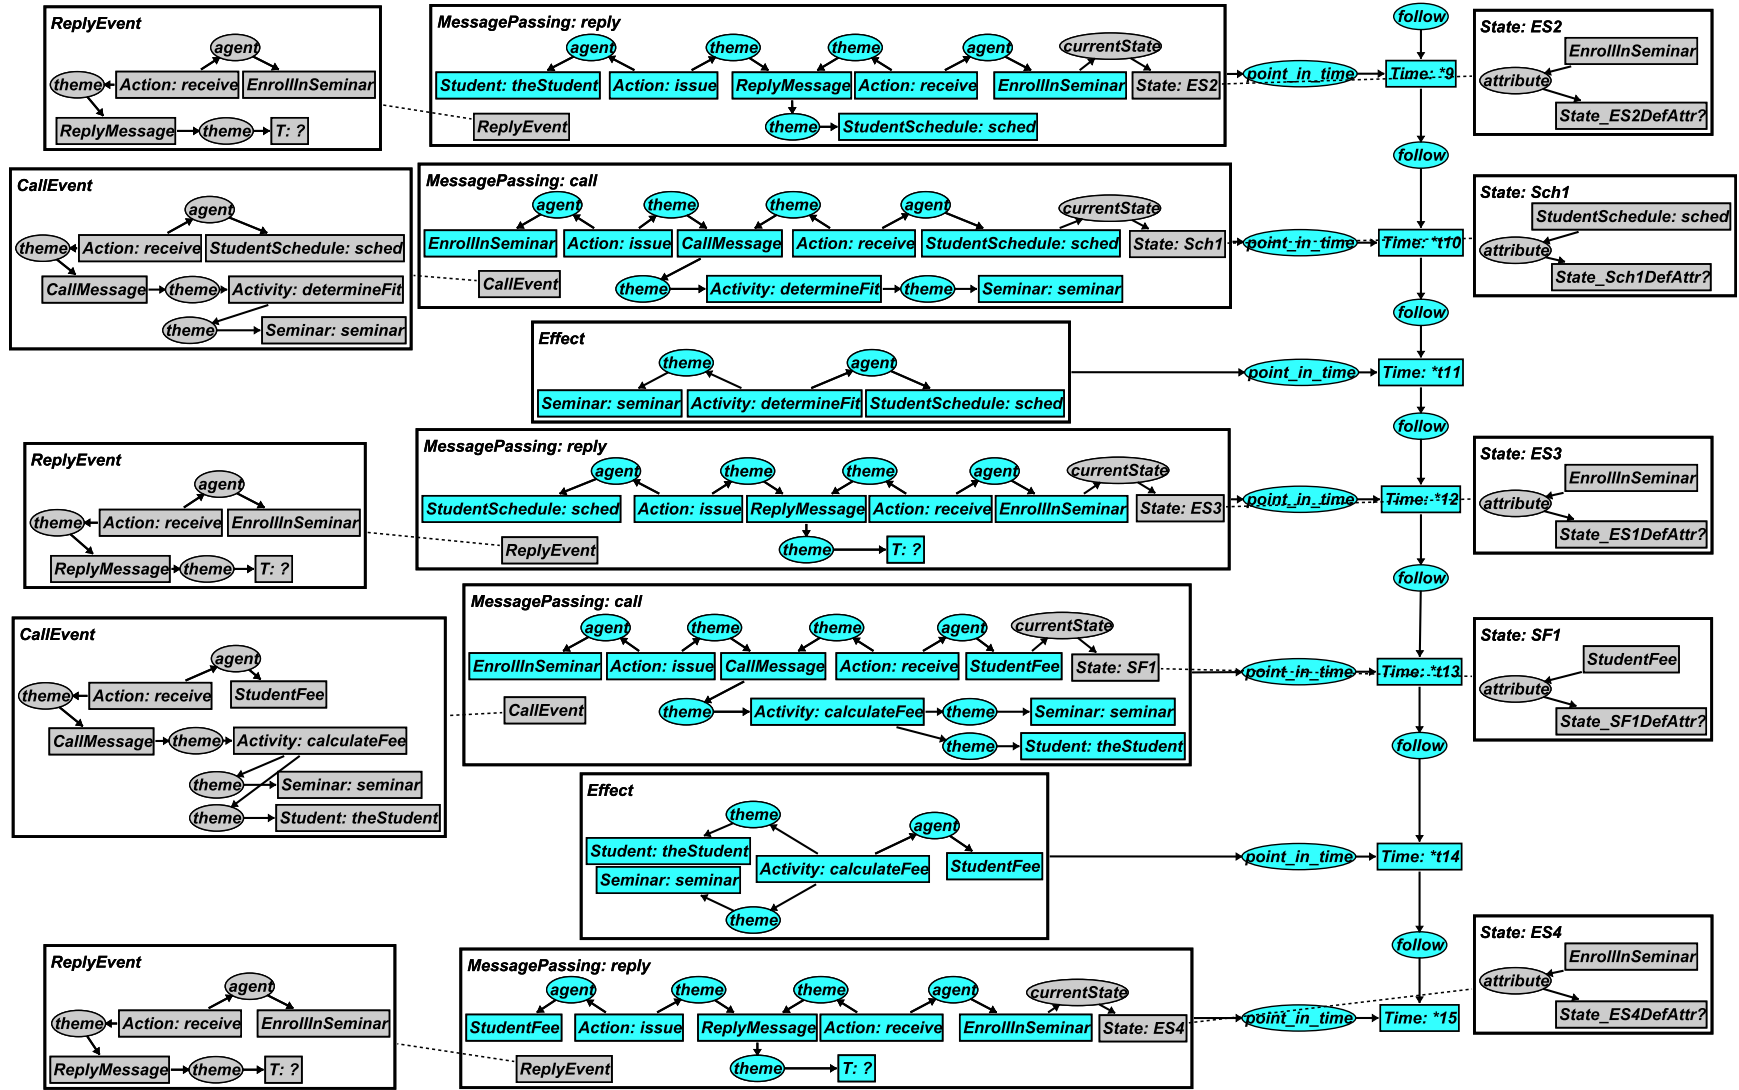 ReplyEvent
agent
theme
Action: receive
EnrollInSeminar
ReplyMessage
theme
T: ?
MessagePassing: reply
agent
theme
theme
agent
currentState
Student: theStudent
Action: issue
ReplyMessage
Action: receive
EnrollInSeminar
State: ES2
ReplyEvent
theme
StudentSchedule: sched
follow
point_in_time
Time: *9
follow
State: ES2
EnrollInSeminar
attribute
State_ES2DefAttr?
CallEvent
agent
theme
Action: receive
StudentSchedule: sched
CallMessage
theme
Activity: determineFit
theme
Seminar: seminar
MessagePassing: call
agent
theme
theme
agent
currentState
EnrollInSeminar
Action: issue
CallMessage
Action: receive
StudentSchedule: sched
State: Sch1
CallEvent
theme
Activity: determineFit
theme
Seminar: seminar
point_in_time
Time: *t10
follow
State: Sch1
StudentSchedule: sched
attribute
State_Sch1DefAttr?
Effect
theme
agent
Seminar: seminar
Activity: determineFit
StudentSchedule: sched
point_in_time
Time: *t11
follow
ReplyEvent
agent
theme
Action: receive
EnrollInSeminar
ReplyMessage
theme
T: ?
MessagePassing: reply
agent
theme
theme
agent
currentState
StudentSchedule: sched
Action: issue
ReplyMessage
Action: receive
EnrollInSeminar
State: ES3
ReplyEvent
theme
T: ?
point_in_time
Time: *12
follow
State: ES3
EnrollInSeminar
attribute
State_ES1DefAttr?
CallEvent
agent
theme
Action: receive
StudentFee
CallMessage
theme
Activity: calculateFee
theme
Seminar: seminar
theme
Student: theStudent
MessagePassing: call
agent
theme
theme
agent
currentState
EnrollInSeminar
Action: issue
CallMessage
Action: receive
StudentFee
State: SF1
CallEvent
theme
Activity: calculateFee
theme
Seminar: seminar
theme
Student: theStudent
point_in_time
Time: *t13
follow
State: SF1
StudentFee
attribute
State_SF1DefAttr?
Effect
theme
agent
Student: theStudent
Seminar: seminar
Activity: calculateFee
StudentFee
theme
point_in_time
Time: *t14
follow
ReplyEvent
agent
theme
Action: receive
EnrollInSeminar
ReplyMessage
theme
T: ?
MessagePassing: reply
agent
theme
theme
agent
currentState
StudentFee
Action: issue
ReplyMessage
Action: receive
EnrollInSeminar
State: ES4
ReplyEvent
theme
T: ?
point_in_time
Time: *15
State: ES4
EnrollInSeminar
attribute
State_ES4DefAttr?